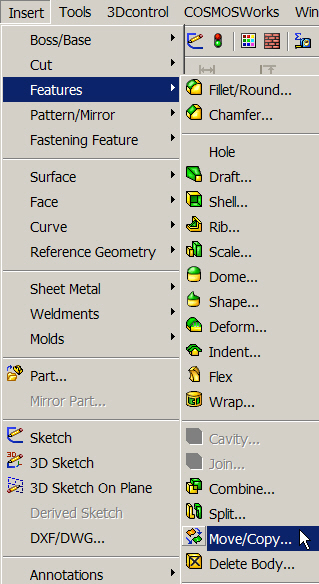 Insert Tools 3Dcontrol COSMOSWorks Win
Boss/Base
Cut
Features
Pattern/Mirror
Fastening Feature
Surface
Face
Curve
Reference Geometry
Sheet Metal
Weldments
Molds
Part...
Mirror Part...
Sketch
3D Sketch
3D Sketch On Plane
Derived Sketch
DXF/DWG...
Annotations
Fillet/Round...
Chamfer...
Hole
Draft...
Shell...
Rib...
Scale...
Dome...
Shape...
Deform...
Indent...
Flex
Wrap...
Cavity...
Join...
Combine...
Split...
Move/Copy...
Delete Body...